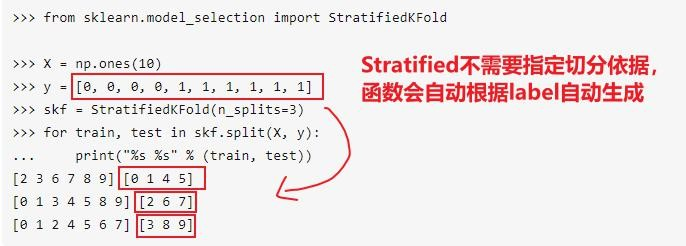 >>> from sklearn.model_selection import StratifiedKFold
>>> X = np.ones(10)
>>> y = [0, 0, 0, 0, 1, 1, 1, 1, 1, 1]
>>> skf = StratifiedKFold(n_splits=3)
>>> for train, test in skf.split(X, y):
...     print("%s %s" % (train, test))
[2 3 6 7 8 9] [0 1 4 5]
[0 1 3 4 5 8 9] [2 6 7]
[0 1 2 4 5 6 7] [3 8 9]
Stratified不需要指定切分依据，
函数会自动根据label自动生成